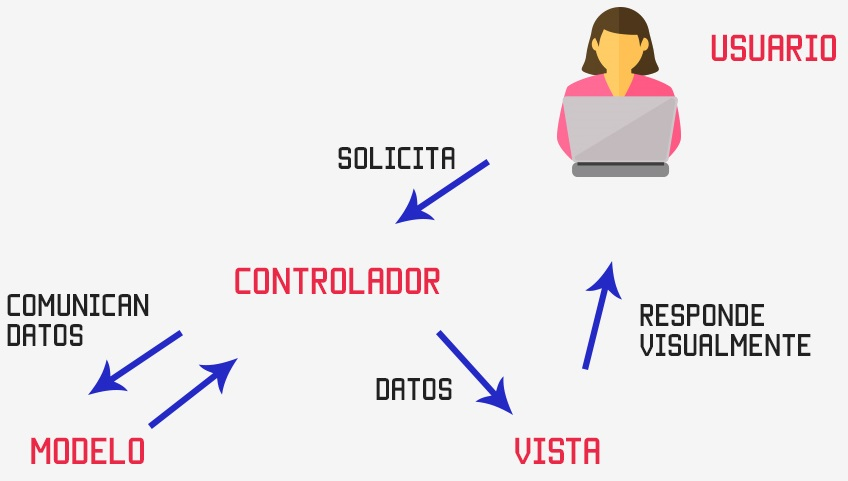 USUARIO
SOLICITA
CONTROLADOR
COMUNICAN
DATOS
RESPONDE
VISUALMENTE
DATOS
MODELO
VISTA